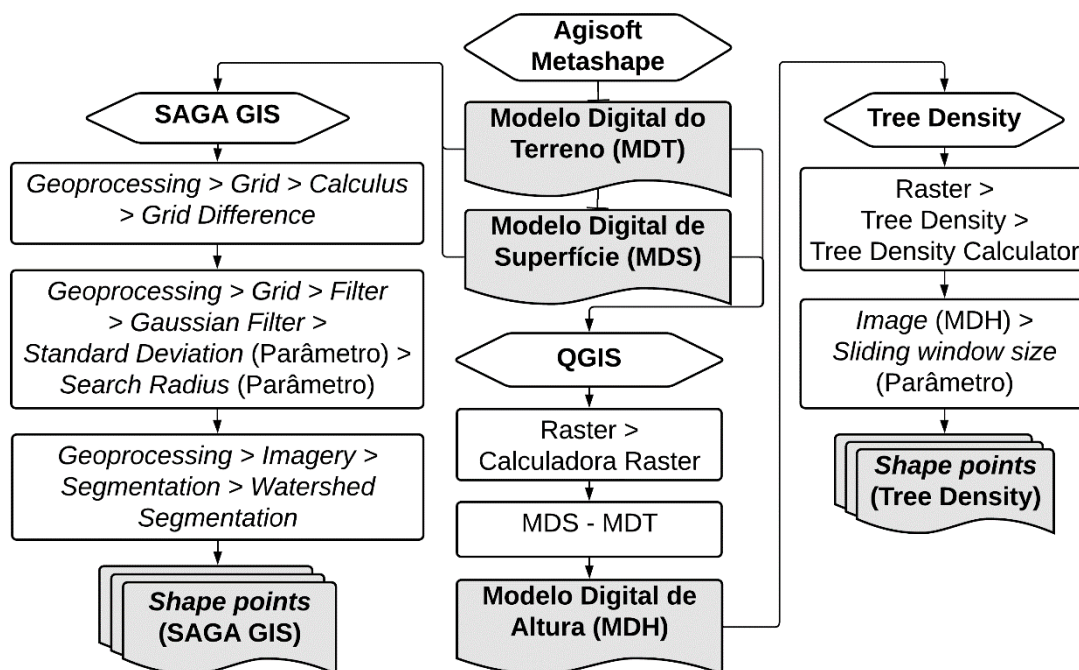 Agisoft
Metashape
Modelo Digital do
Terreno (MDT)
Modelo Digital de
Superfície (MDS)
SAGA GIS
Geoprocessing > Grid > Calculus
> Grid Difference
Geoprocessing > Grid > Filter
> Gaussian Filter >
Standard Deviation (Parâmetro) >
Search Radius (Parâmetro)
Geoprocessing > Imagery >
Segmentation > Watershed
Segmentation
Shape points
(SAGA GIS)
QGIS
Raster >
Calculadora Raster
MDS - MDT
Modelo Digital de
Altura (MDH)
Tree Density
Raster >
Tree Density >
Tree Density Calculator
Image (MDH) >
Sliding window size
(Parâmetro)
Shape points
(Tree Density)